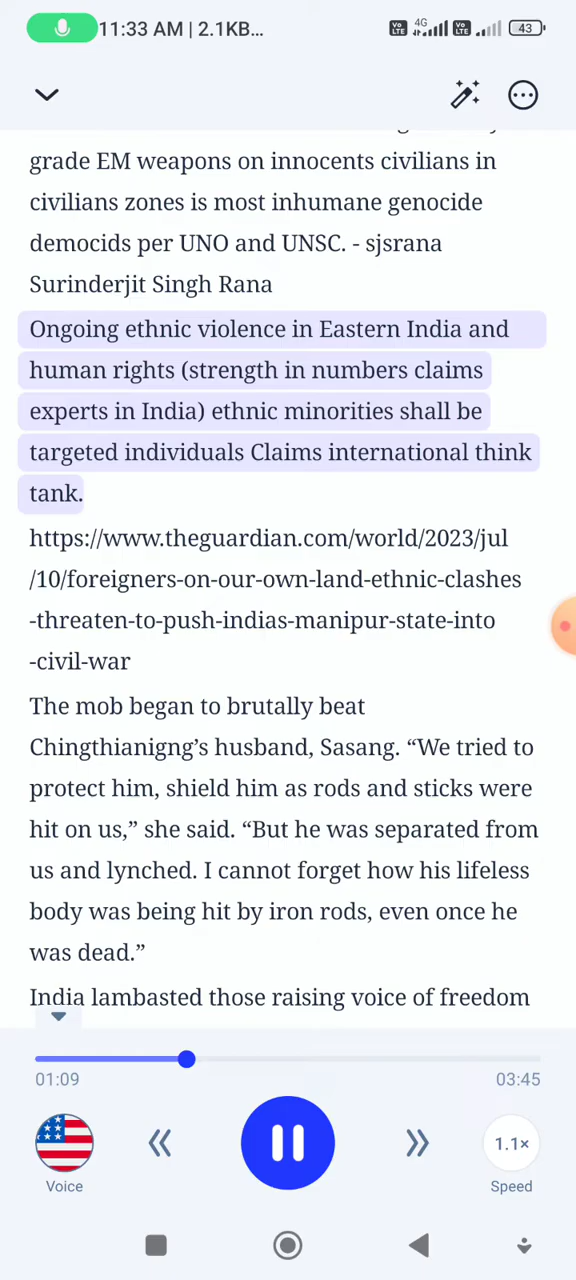 11:33 AM | 2.1KB...
4G
43
grade EM weapons on innocents civilians in
civilians zones is most inhumane genocide
democids per UNO and UNSC. - sjsrana
Surinderjit Singh Rana
Ongoing ethnic violence in Eastern India and
human rights (strength in numbers claims
experts in India) ethnic minorities shall be
targeted individuals Claims international think
tank.
https://www.theguardian.com/world/2023/jul
/10/foreigners-on-our-own-land-ethnic-clashes
-threaten-to-push-indias-manipur-state-into
-civil-war
The mob began to brutally beat
Chingthianigng’s husband, Sasang. “We tried to
protect him, shield him as rods and sticks were
hit on us,” she said. “But he was separated from
us and lynched. I cannot forget how his lifeless
body was being hit by iron rods, even once he
was dead.”
India lambasted those raising voice of freedom
01:09
03:45
1.1×
Voice
Speed